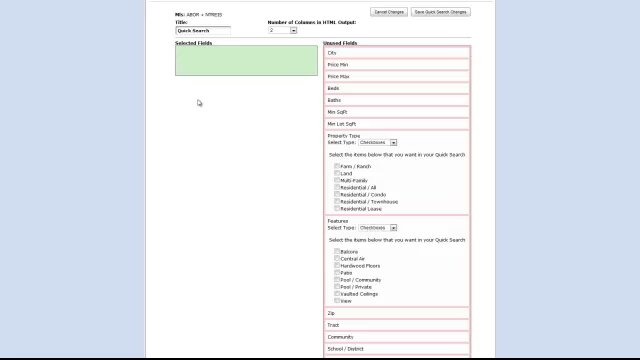 MLS: ABOR + NTREIS
Title:
Number of Columns in HTML Output:
Cancel Changes
Save Quick Search Changes
Quick Search
2
Selected Fields
Unused Fields
City
Price Min
Price Max
Beds
Baths
Min SqFt
Min Lot SqFt
Property Type
Select Type: Checkboxes
Select the items below that you want in your Quick Search
Farm / Ranch
Land
Multi-Family
Residential / All
Residential / Condo
Residential / Townhouse
Residential Lease
Features
Select Type: Checkboxes
Select the items below that you want in your Quick Search
Balcony
Central Air
Hardwood Floors
Patio
Pool / Community
Pool / Private
Vaulted Ceilings
View
Zip
Tract
Community
School / District